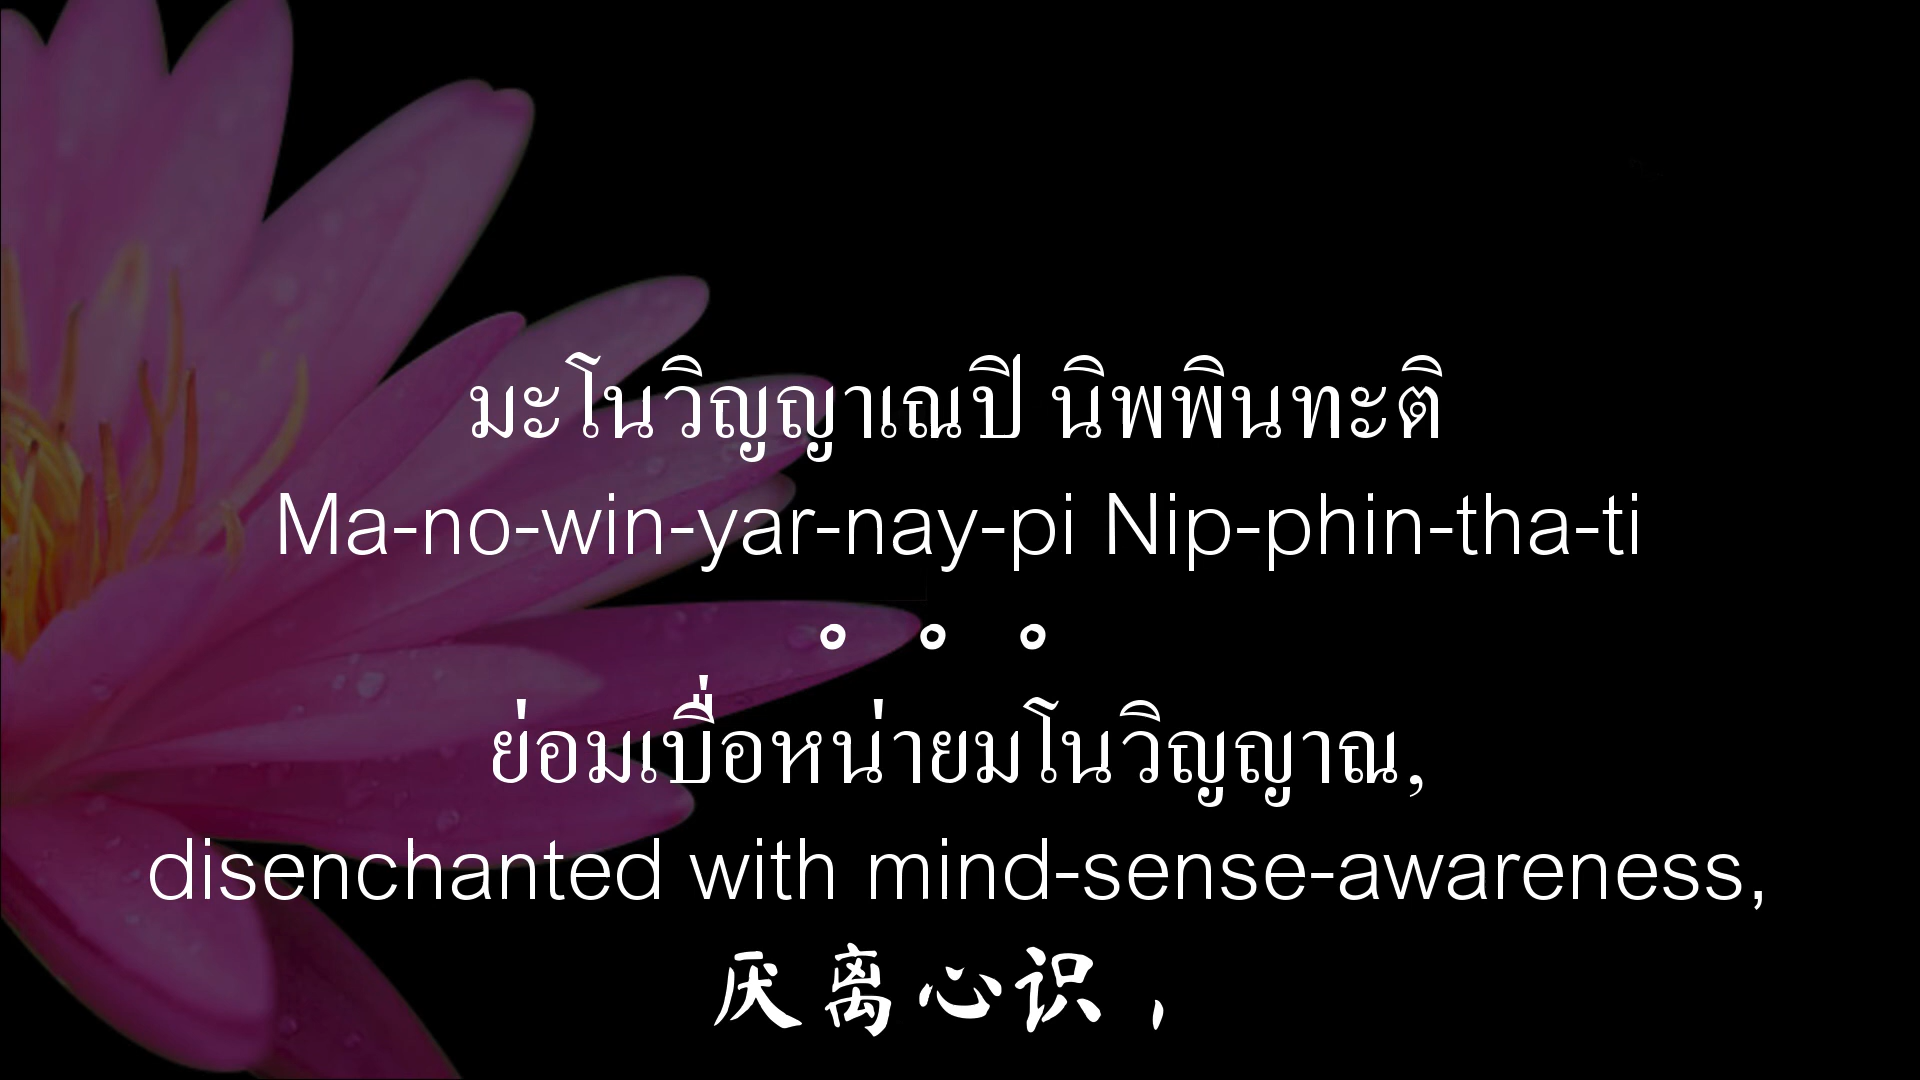 มะโนวิญญาเณปิ นิพพินทะติ
Ma-no-win-yar-nay-pi Nip-phin-tha-ti
。。。
ย่อมเบื่อหน่ายมโนวิญญาณ,
disenchanted with mind-sense-awareness,
厌离心识，